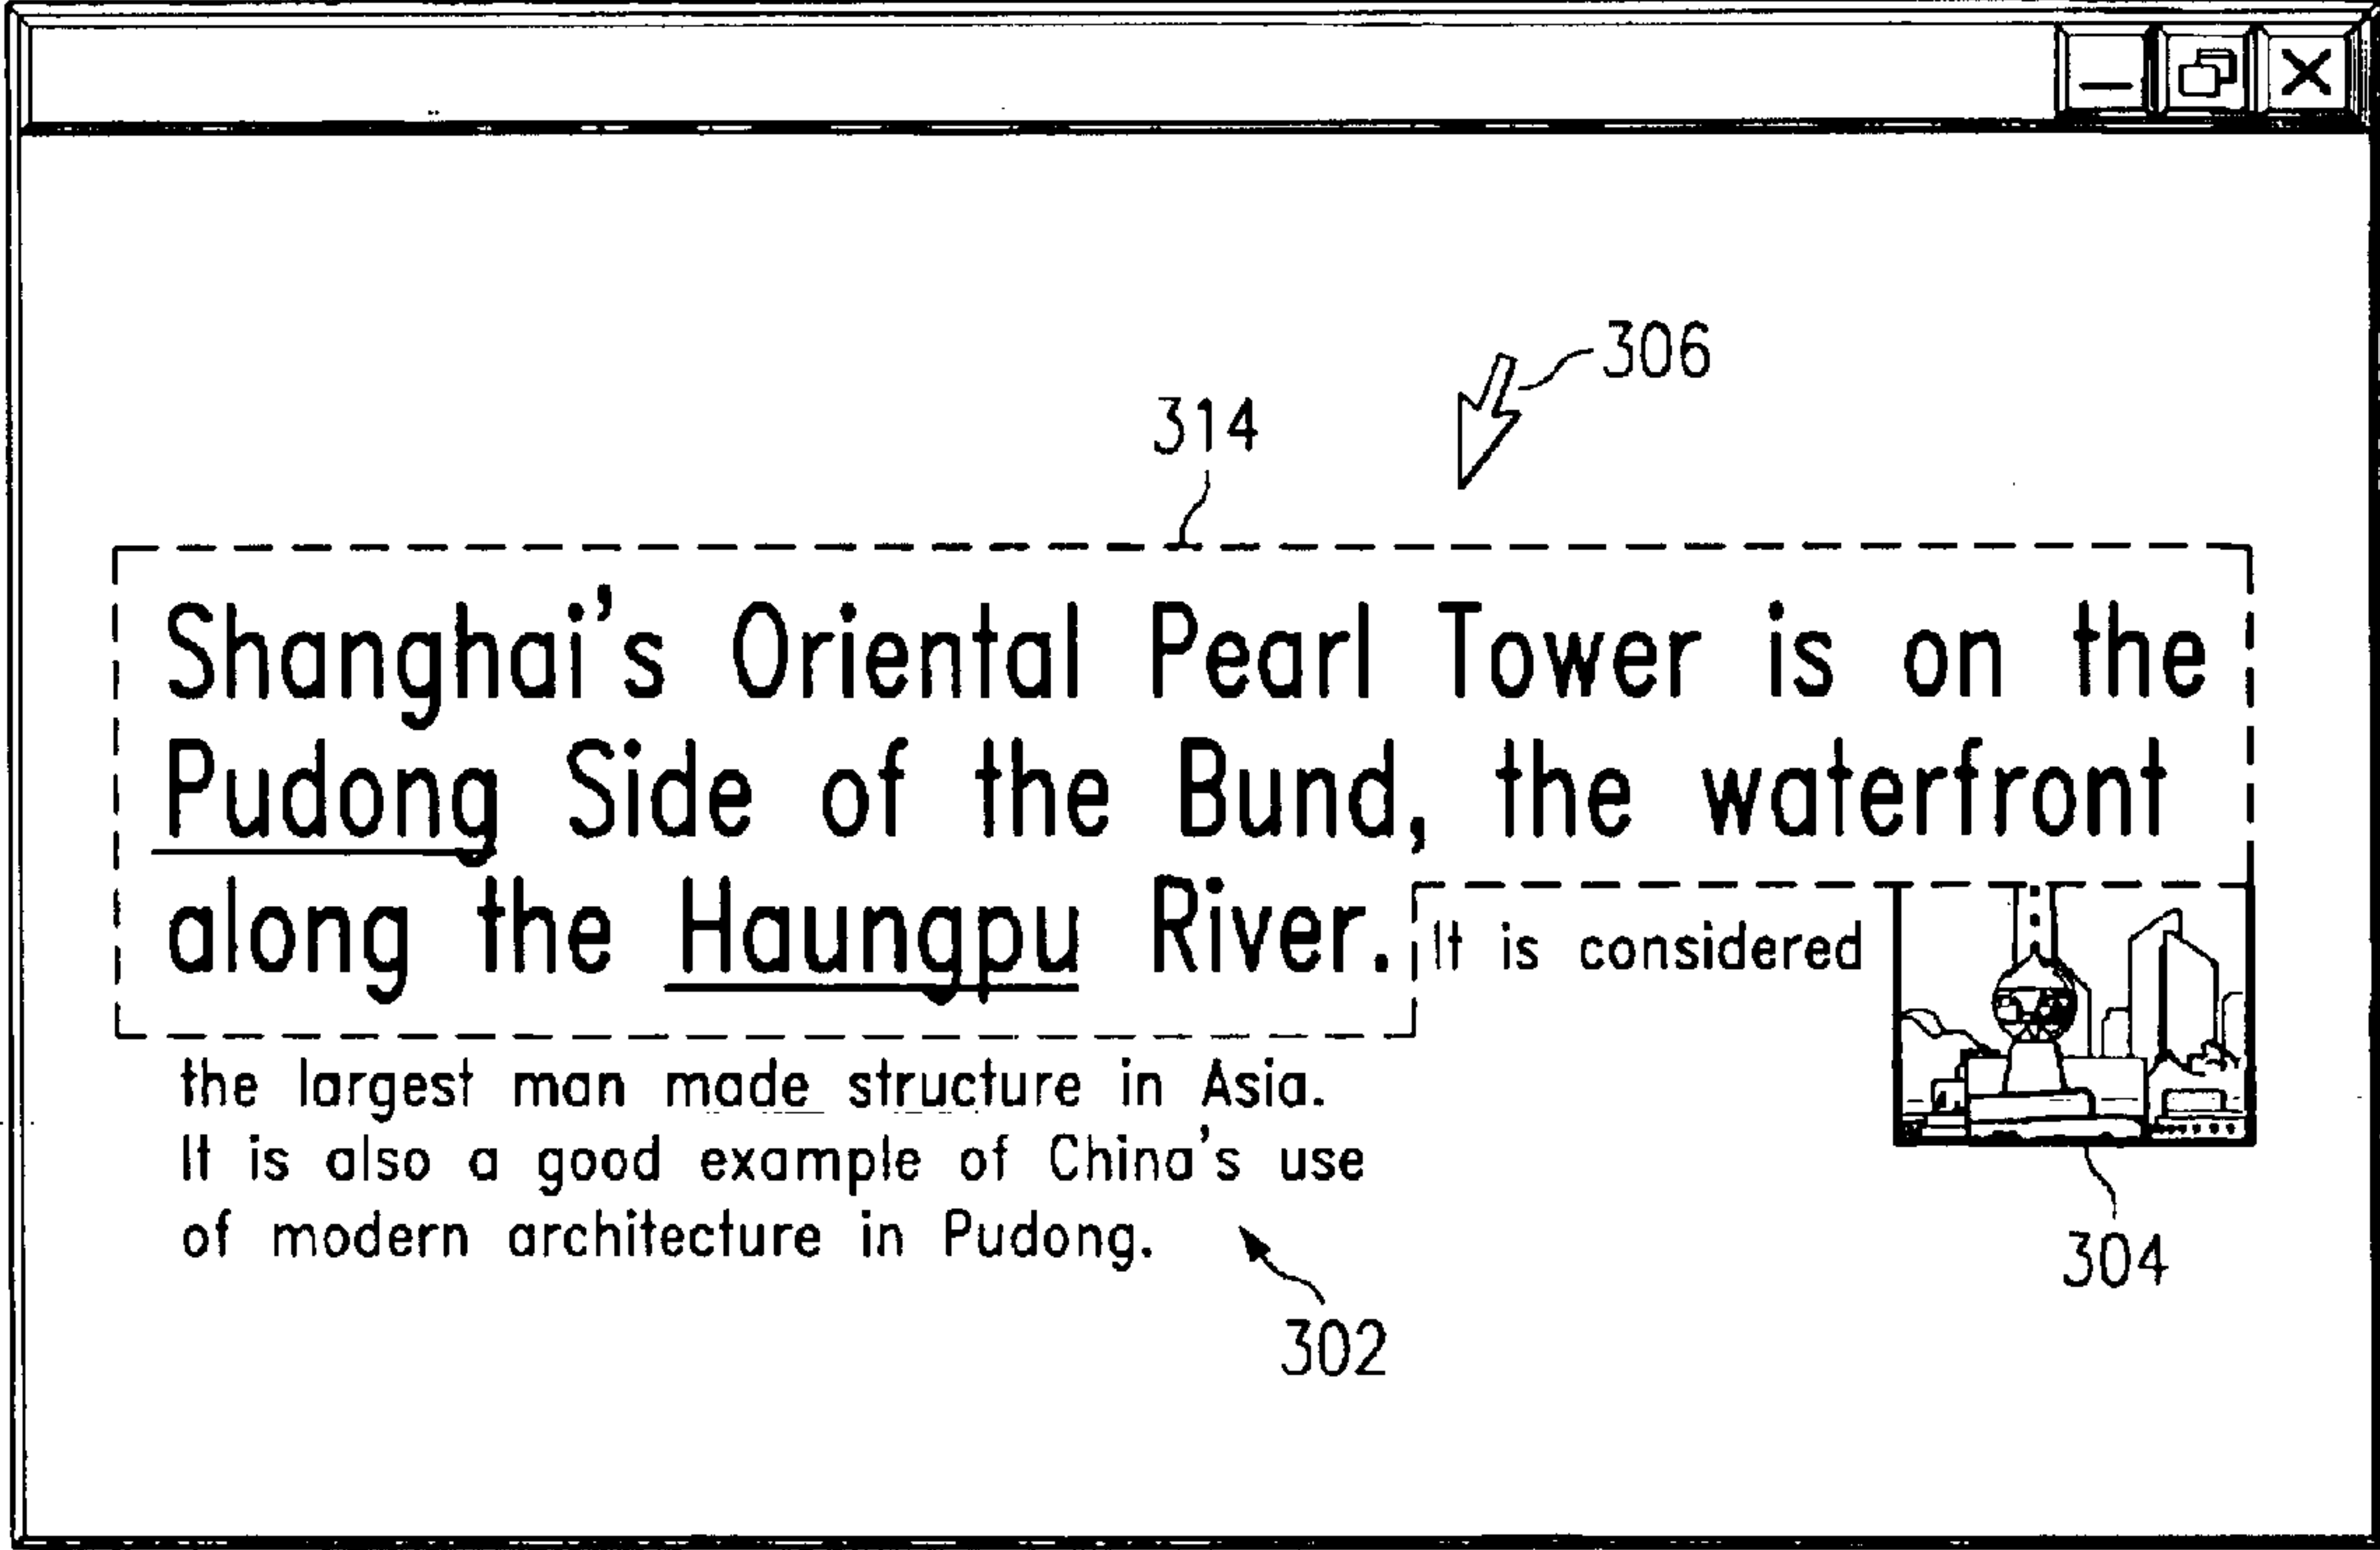 306
314
Shanghai's Oriental Pearl Tower is on the
Pudong Side of the Bund, the waterfront
along the Haungpu River. It is considered
the largest man made structure in Asia.
It is also a good example of China's use
of modern architecture in Pudong.
304
302